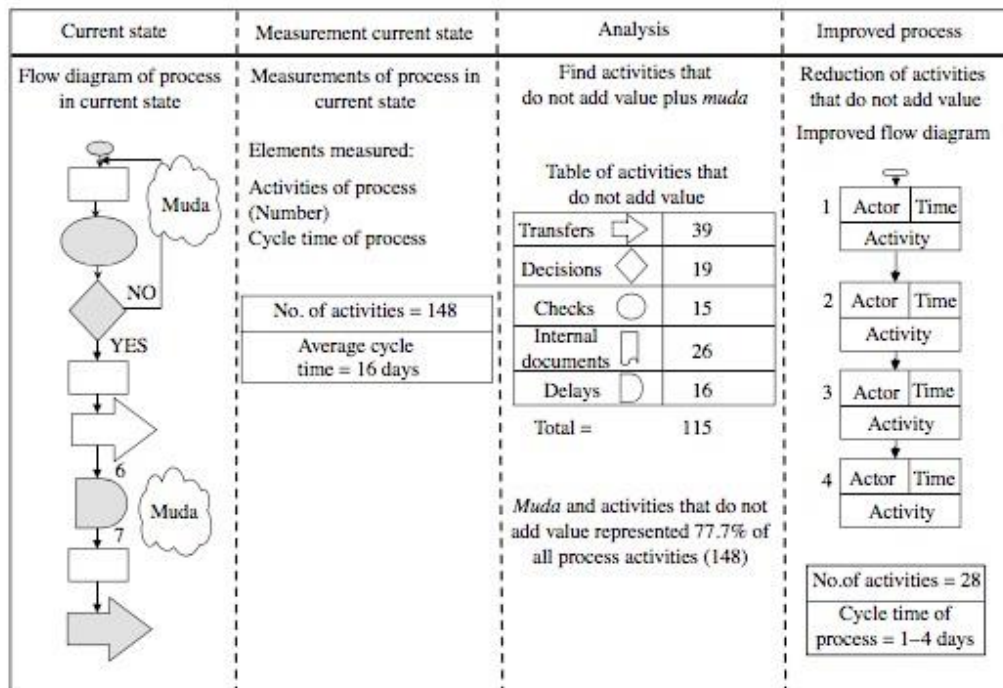 Current state
Measurement current state
Analysis
Improved process
Flow diagram of process
in current state
Muda
NO
YES
6
Muda
7
Measurements of process in
current state
Elements measured:
Activities of process
(Number)
Cycle time of process
No. of activities = 148
Average cycle
time = 16 days
Find activities that
do not add value plus muda
Table of activities that
do not add value
Transfers 39
Decisions 19
Checks 15
Internal
documents 26
Delays 16
Total = 115
Muda and activities that do not
add value represented 77.7% of
all process activities (148)
Reduction of activities
that do not add value
Improved flow diagram
1 Actor Time
Activity
2 Actor Time
Activity
3 Actor Time
Activity
4 Actor Time
Activity
No.of activities = 28
Cycle time of
process = 1–4 days